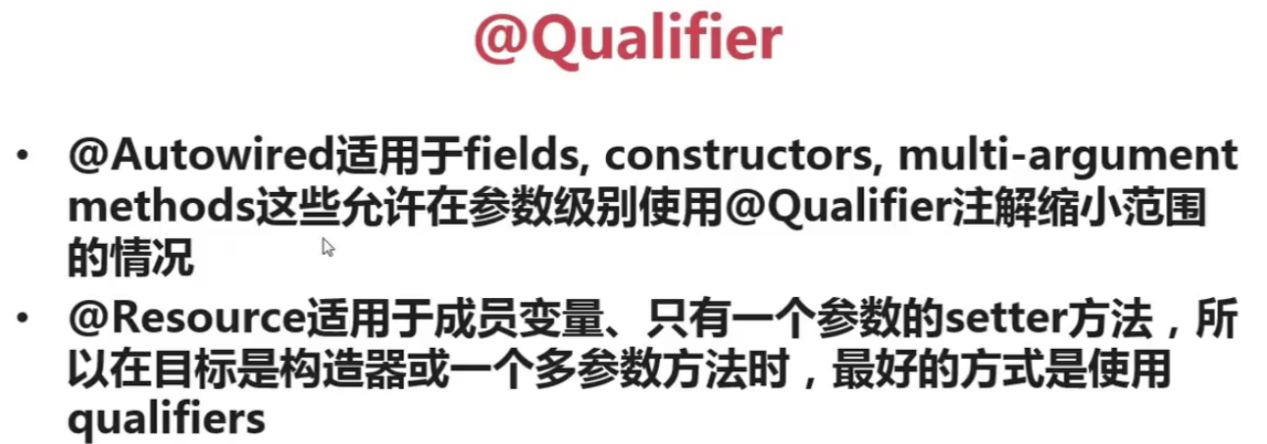 @Qualifier
• @Autowired适用于fields, constructors, multi-argument
methods这些允许在参数级别使用@Qualifier注解缩小范围
的情况
• @Resource适用于成员变量、只有一个参数的setter方法，所
以在目标是构造器或一个多参数方法时，最好的方式是使用
qualifiers